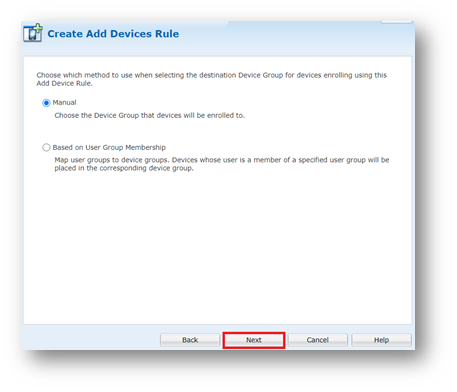 Create Add Devices Rule
Choose which method to use when selecting the destination Device Group for devices enrolling using this
Add Device Rule.
Manual
Choose the Device Group that devices will be enrolled to.
Based on User Group Membership
Map user groups to device groups. Devices whose user is a member of a specified user group will be
placed in the corresponding device group.
Back Next Cancel Help